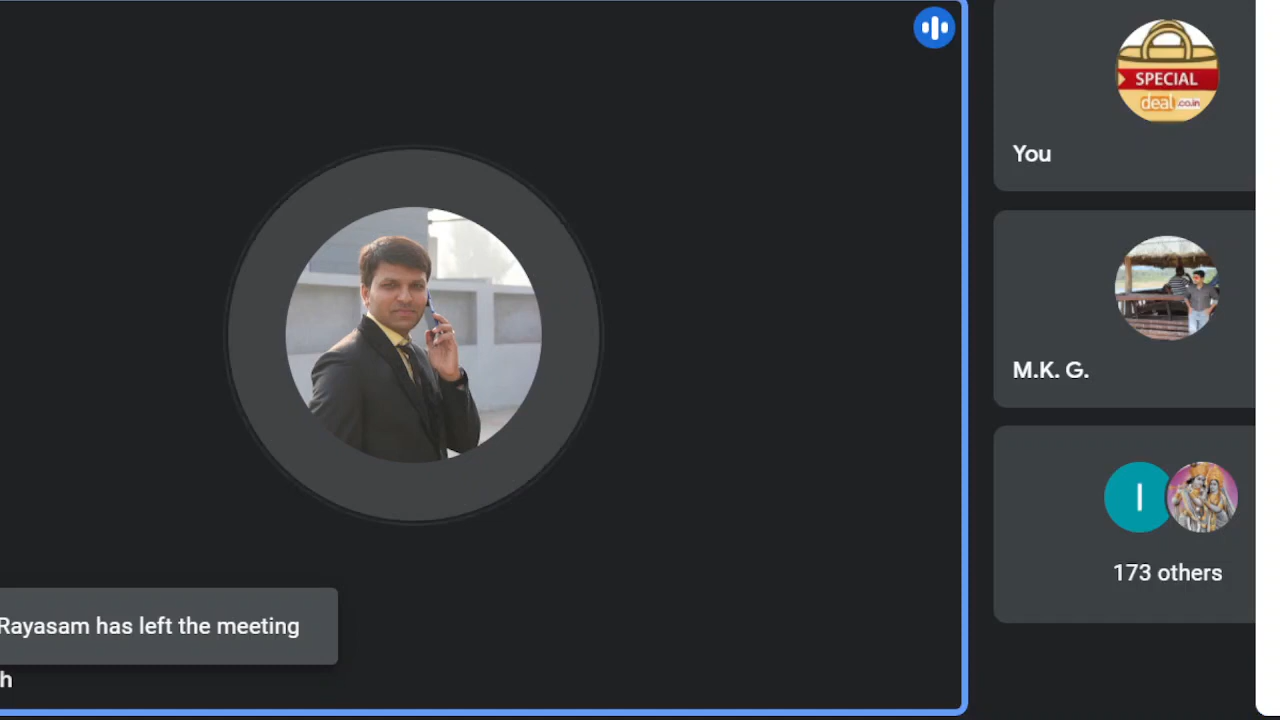 SPECIAL
deal.co.in
You
M.K. G.
I
173 others
Rayasam has left the meeting
h